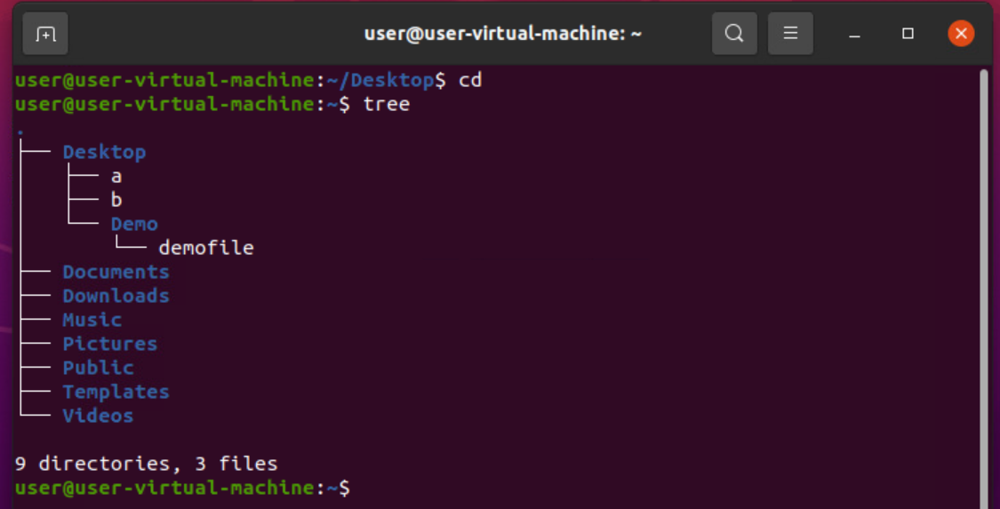 user@user-virtual-machine: ~
user@user-virtual-machine:~/Desktop$ cd
user@user-virtual-machine:~$ tree
.
├── Desktop
│   ├── a
│   ├── b
│   └── Demo
│       └── demofile
├── Documents
├── Downloads
├── Music
├── Pictures
├── Public
├── Templates
└── Videos
9 directories, 3 files
user@user-virtual-machine:~$